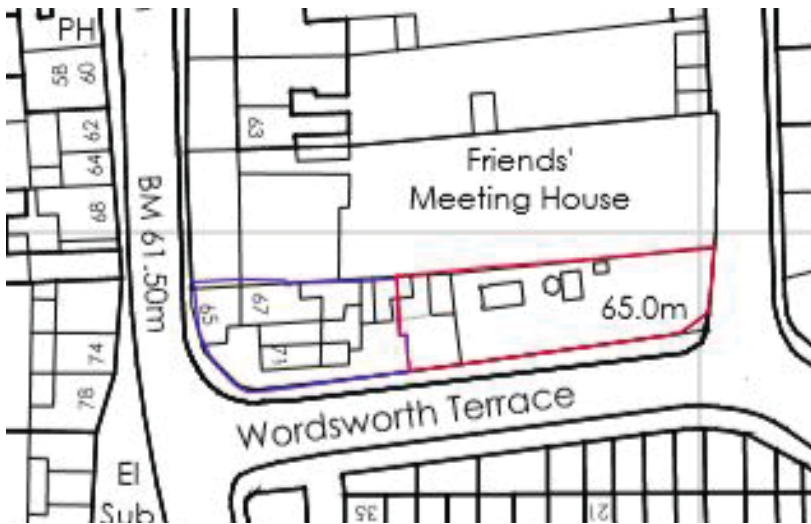 PH
58
60
62
64
68
63
BM 61.50m
Friends'
Meeting House
65
67
71
65.0m
74
78
Wordsworth Terrace
El
Sub
35
21